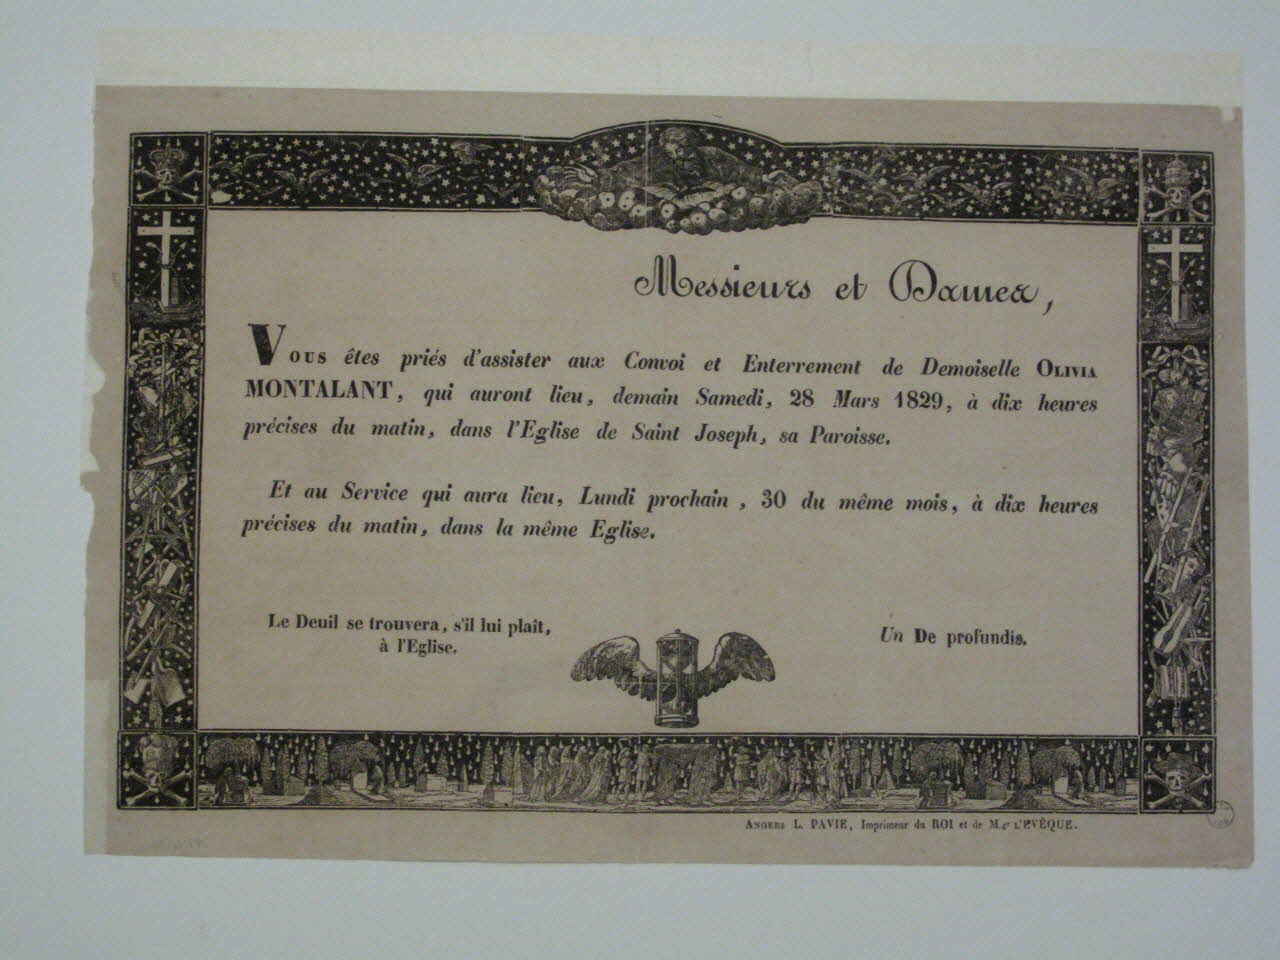 Messieurs et Dames,
Vous êtes priés d'assister aux Convoi et Enterrement de Demoiselle OLIVIA
MONTALANT, qui auront lieu, demain Samedi, 28 Mars 1829, à dix heures
précises du matin, dans l'Eglise de Saint Joseph, sa Paroisse.
Et au Service qui aura lieu, Lundi prochain, 30 du même mois, à dix heures
précises du matin, dans la même Eglise.
Le Deuil se trouvera, s'il lui plaît,
à l'Eglise.
Un De profundis.
ANGERS L. PAVIE, Imprimeur du ROI et de M.gr L'EVÊQUE.